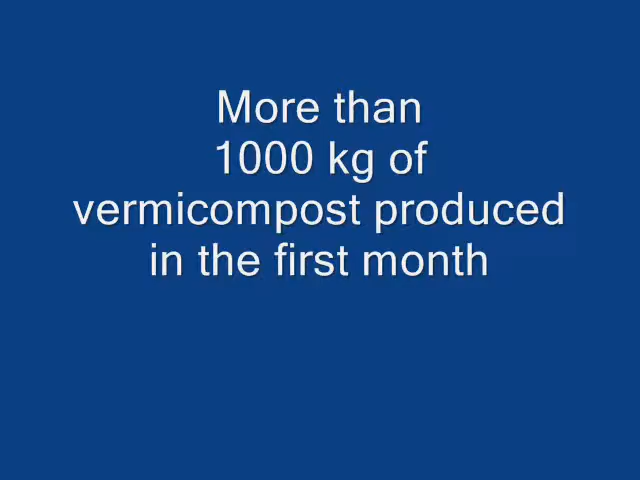 More than
1000 kg of
vermicompost produced
in the first month